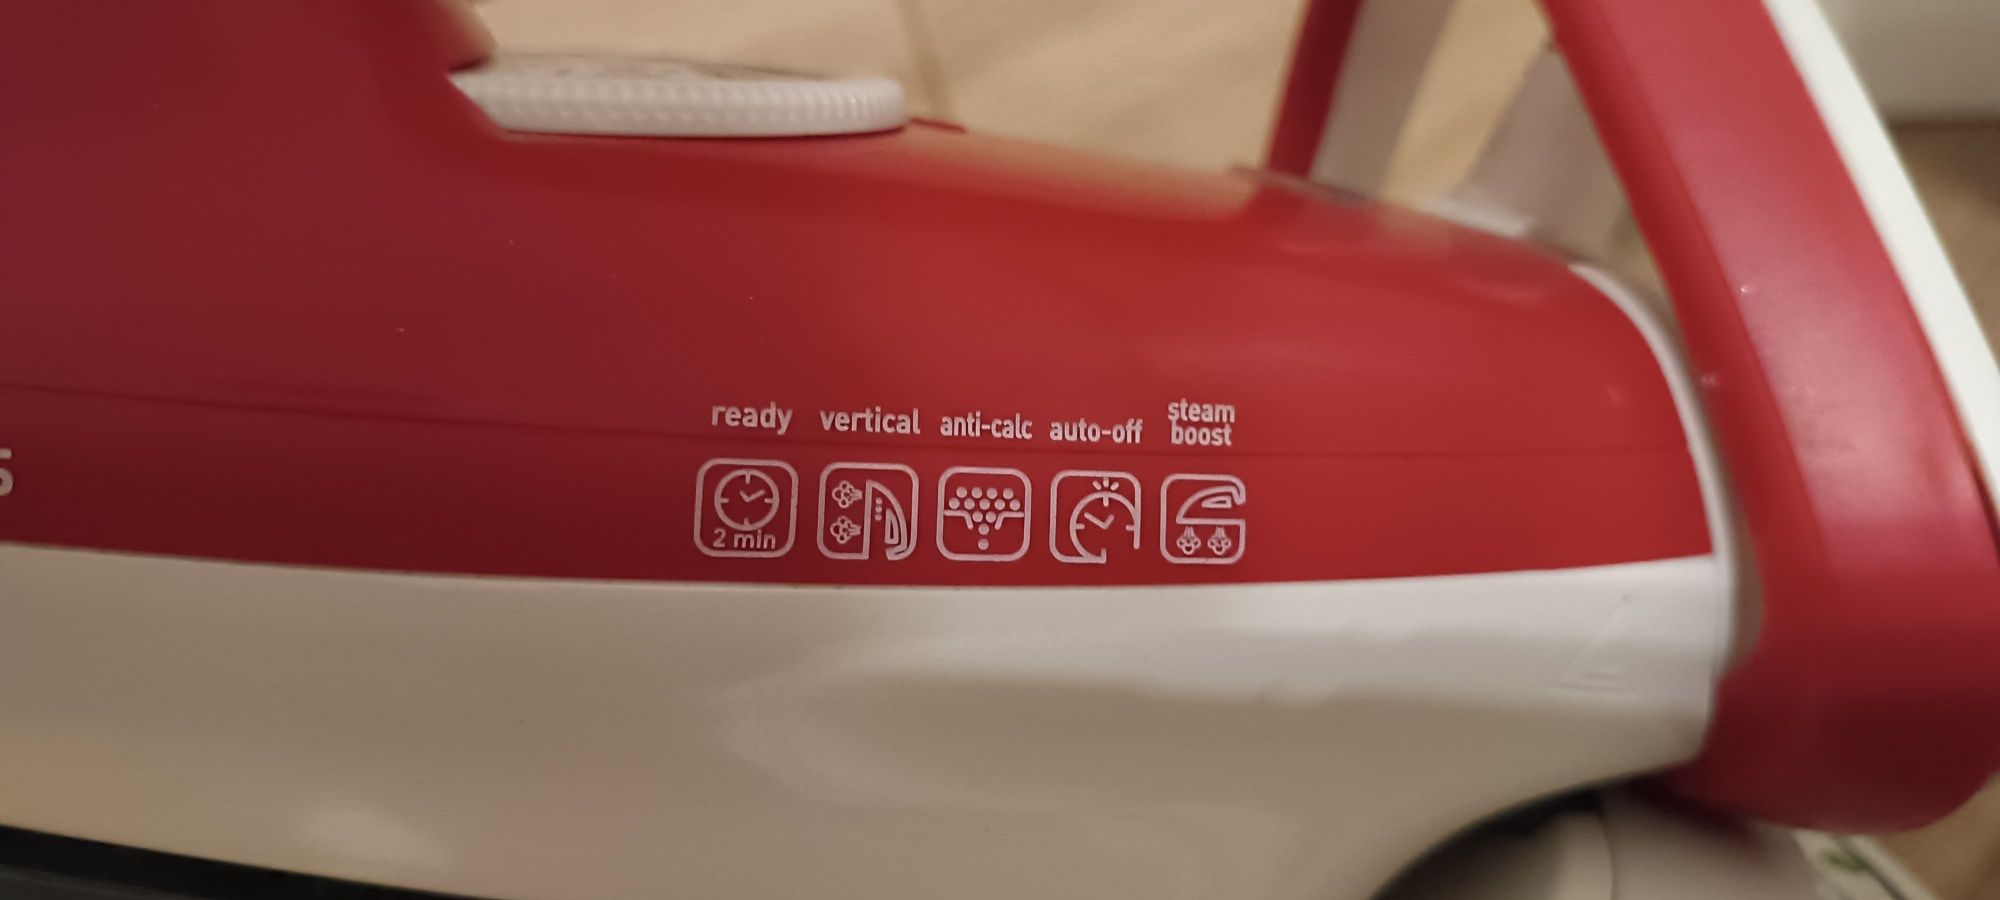 ready vertical anti-calc auto-off steam boost
2 min